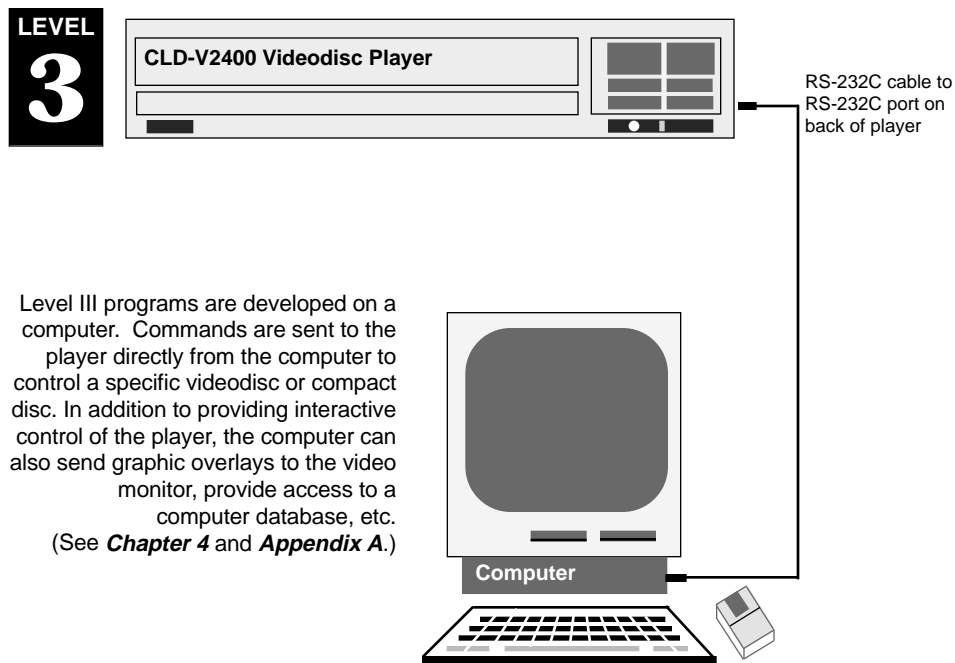 LEVEL
3
CLD-V2400 Videodisc Player
RS-232C cable to
RS-232C port on
back of player
Level III programs are developed on a
computer.  Commands are sent to the
player directly from the computer to
control a specific videodisc or compact
disc. In addition to providing interactive
control of the player, the computer can
also send graphic overlays to the video
monitor, provide access to a
computer database, etc.
(See Chapter 4 and Appendix A.)
Computer